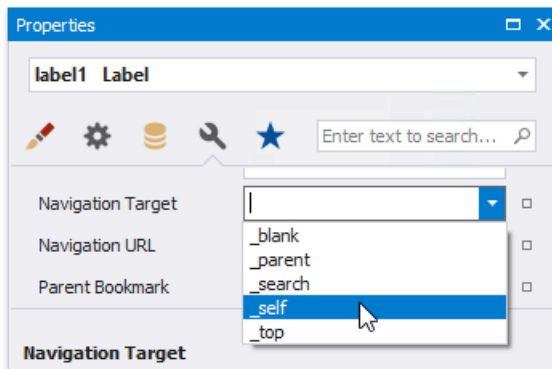 Properties
label1 Label
Enter text to search...
Navigation Target
_blank
Navigation URL
_parent
_search
Parent Bookmark
_self
_top
Navigation Target